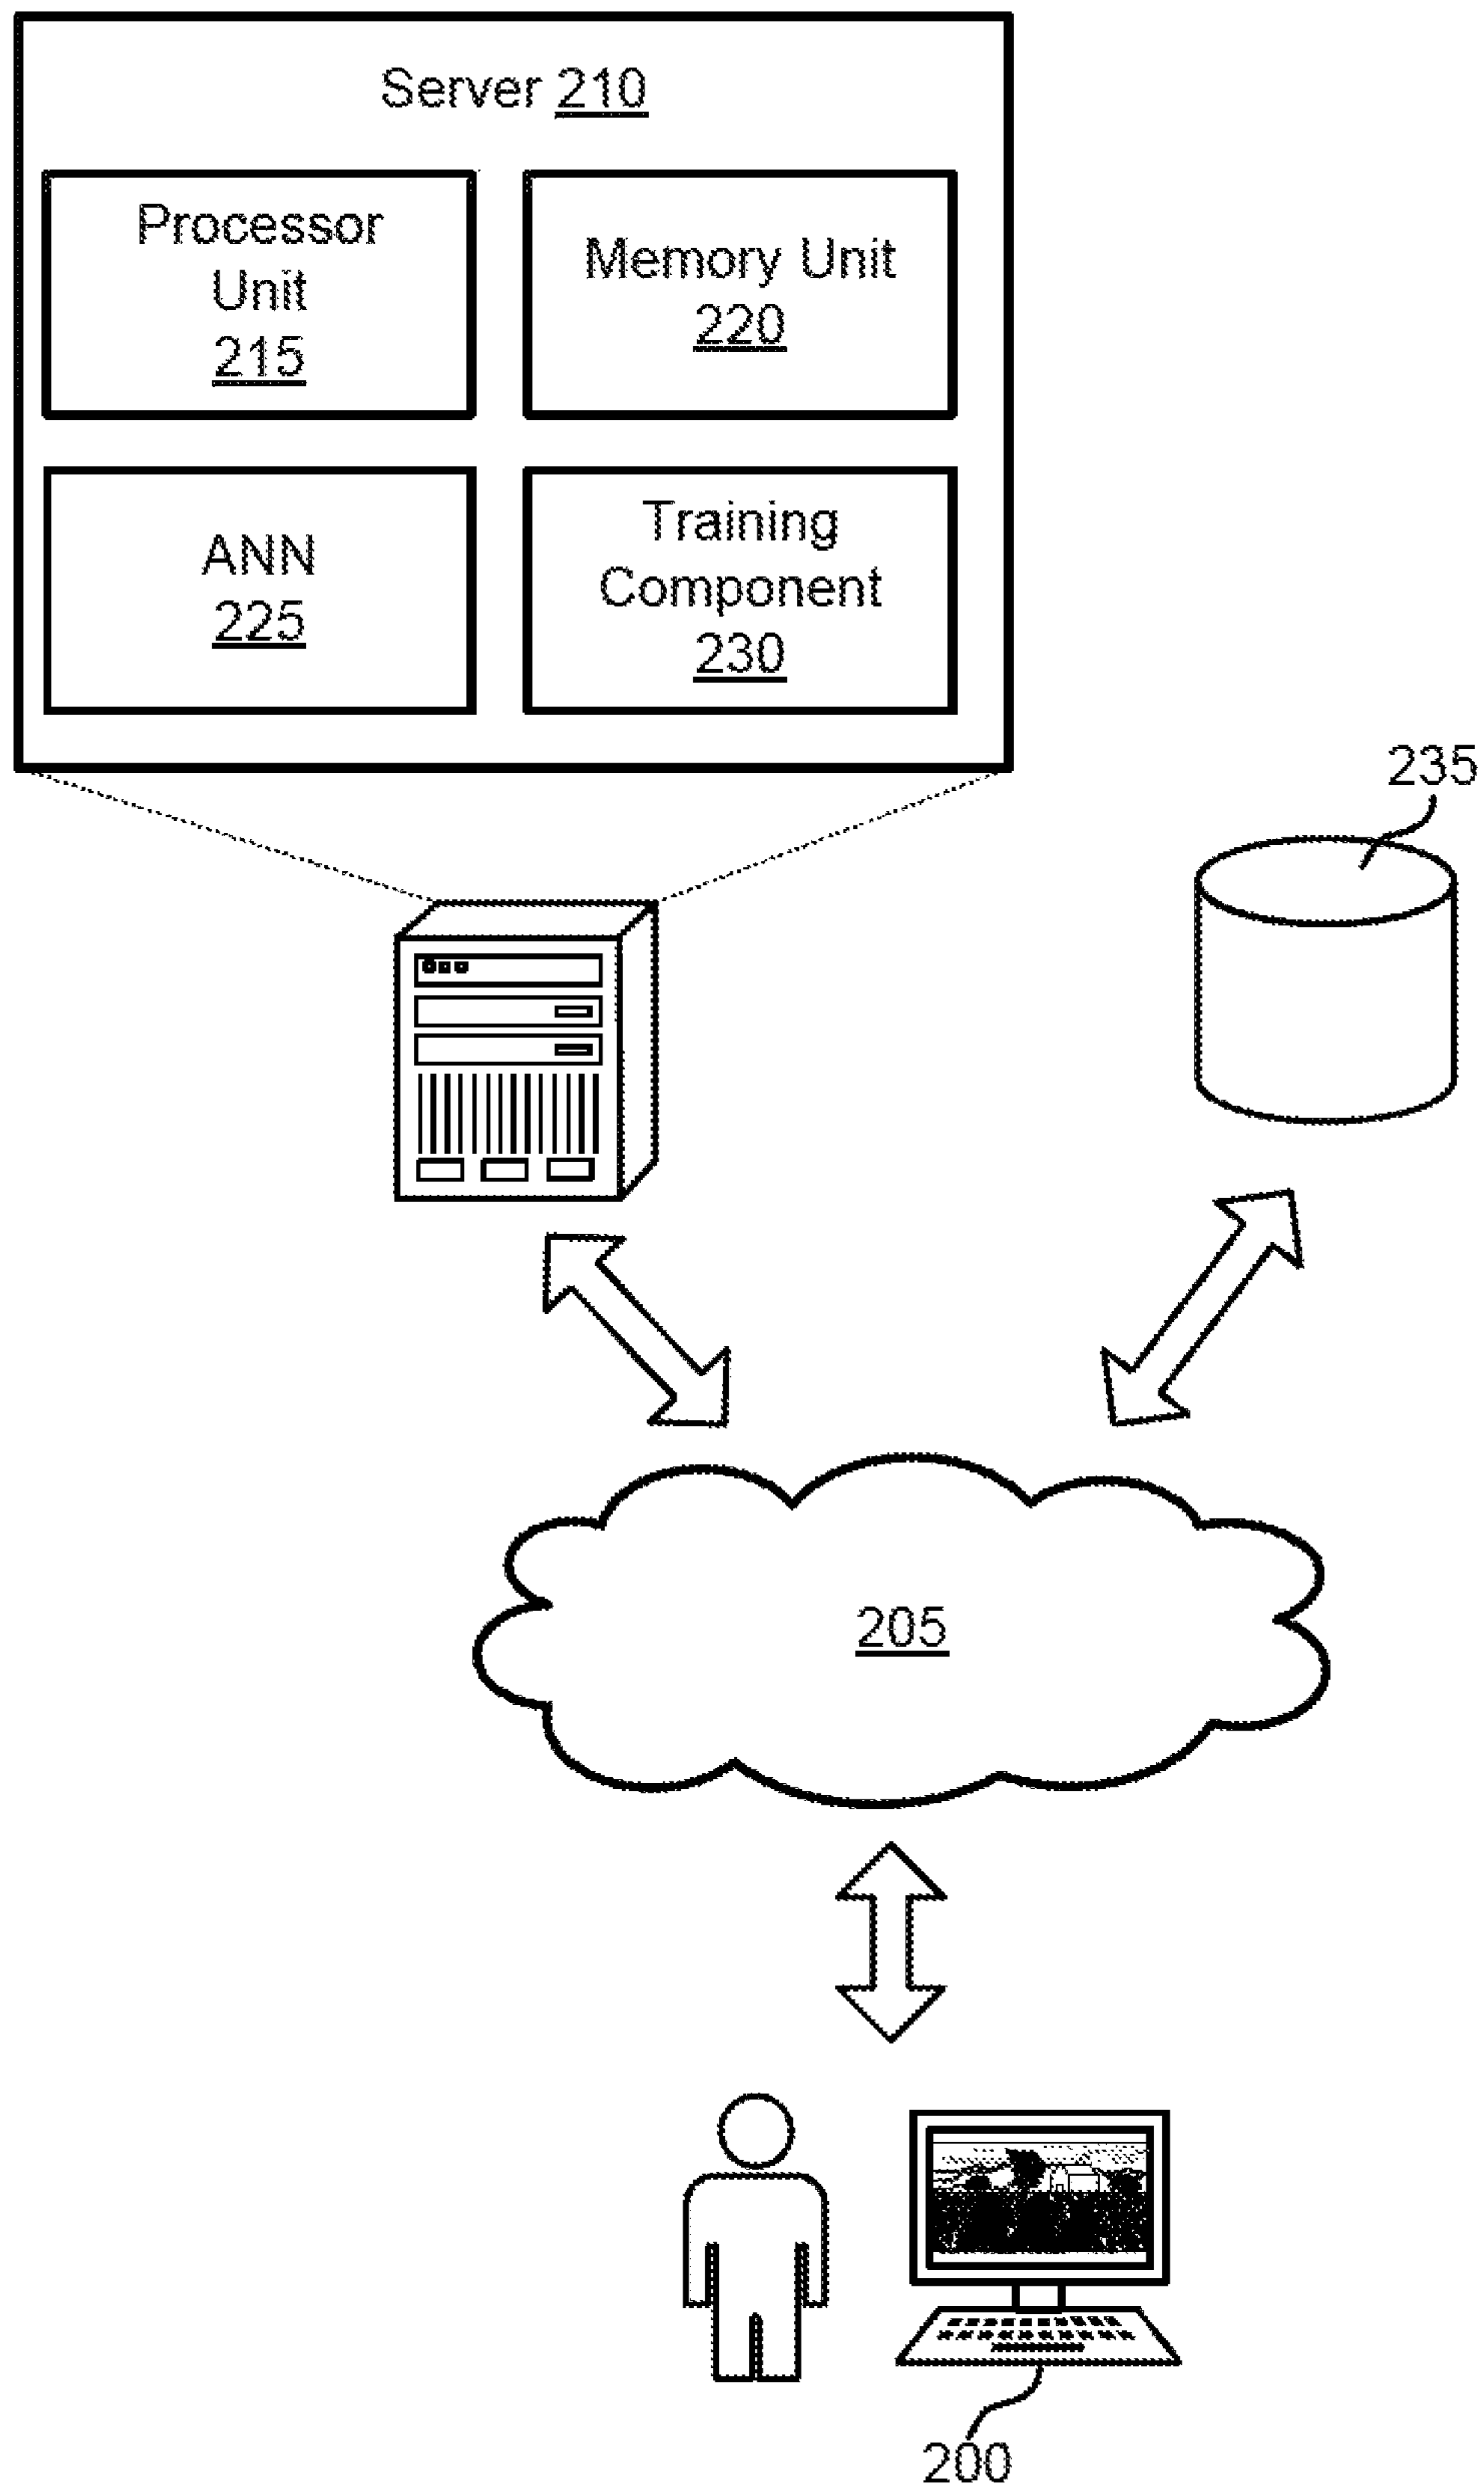 Server 210
Processor
Unit
215
Memory Unit
220
ANN
225
Training
Component
230
235
205
200